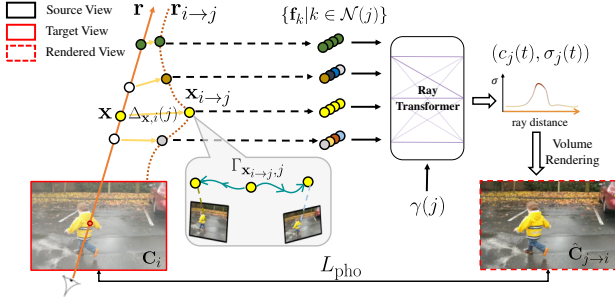 Source View
Target View
Rendered View
r
r_{i→j}
{f_k|k ∈ N(j)}
(c_j(t), σ_j(t))
x
Δ_{x,i}(j)
x_{i→j}
Ray
Transformer
σ
ray distance
Γ_{x_{i→j},j}
Volume
Rendering
γ(j)
C_i
Ĉ_{j→i}
L_pho